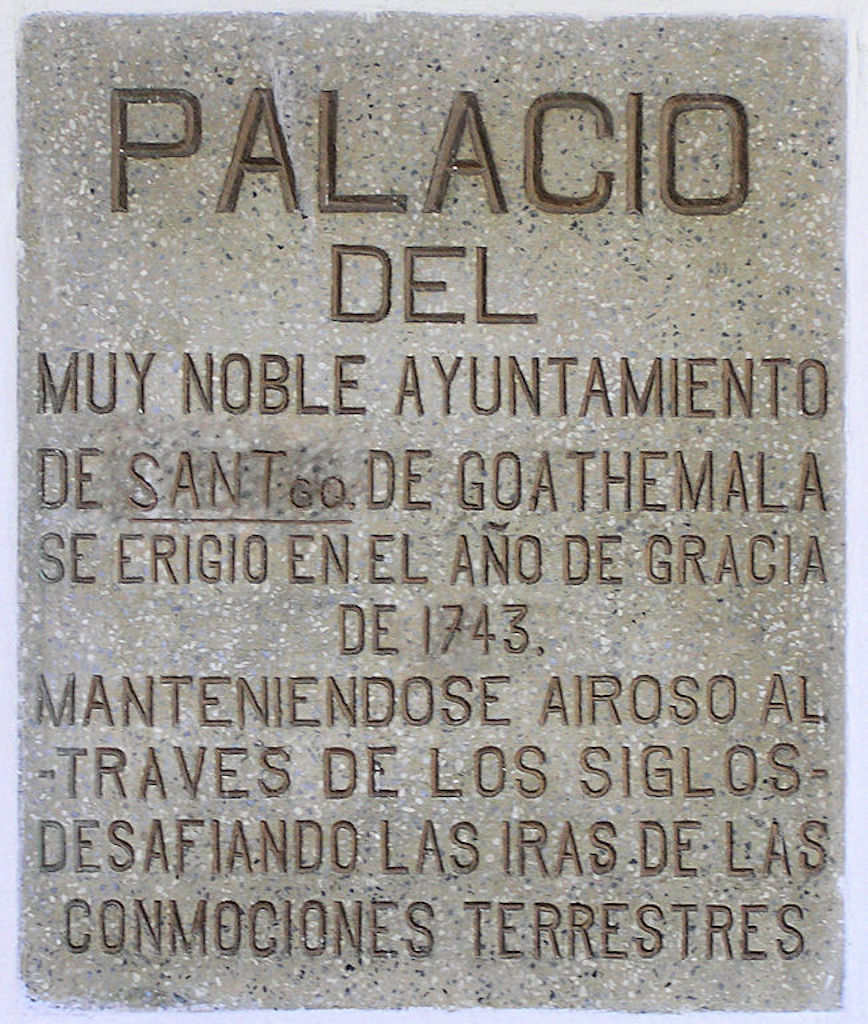 PALACIO
DEL
MUY NOBLE AYUNTAMIENTO
DE SANTGO. DE GOATHEMALA
SE ERIGIO EN EL AÑO DE GRACIA
DE 1743.
MANTENIENDOSE AIROSO AL
-TRAVES DE LOS SIGLOS-
DESAFIANDO LAS IRAS DE LAS
CONMOCIONES TERRESTRES